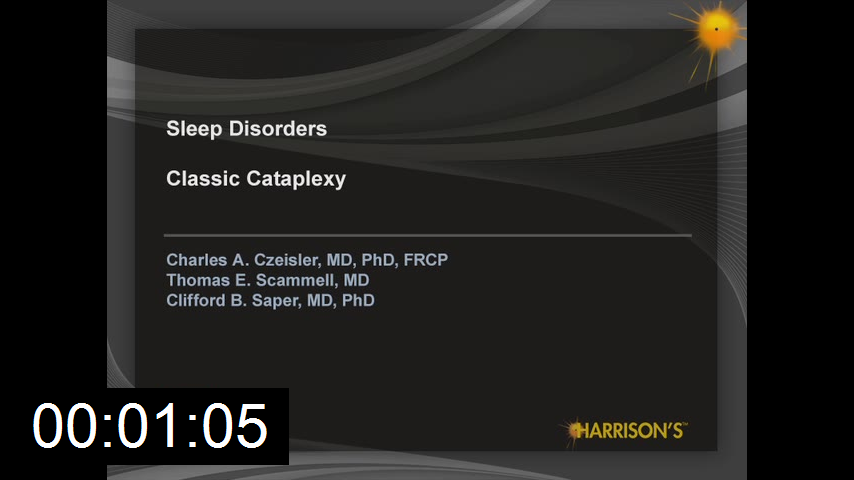 Sleep Disorders
Classic Cataplexy
Charles A. Czeisler, MD, PhD, FRCP
Thomas E. Scammell, MD
Clifford B. Saper, MD, PhD
00:01:05
HARRISON'S™